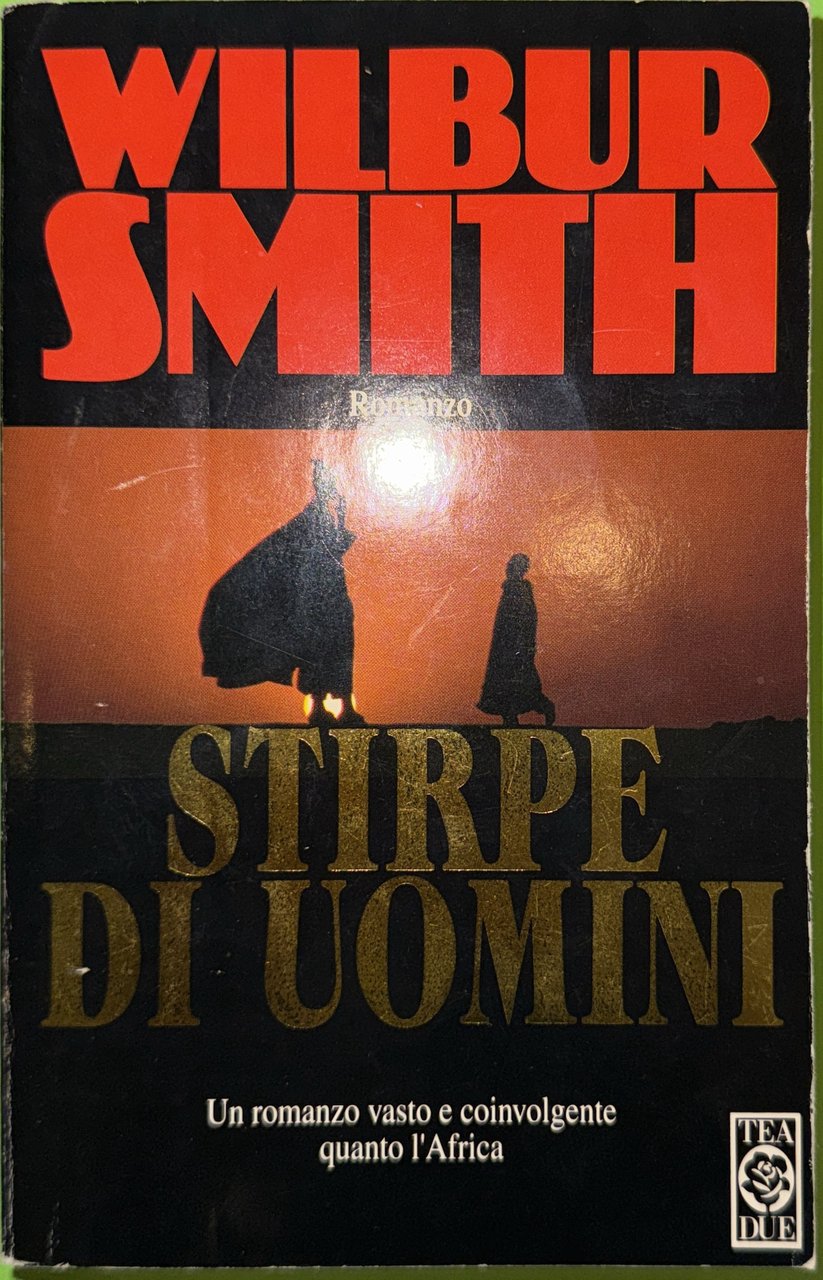 WILBUR
SMITH
Romanzo
STIRPE
DI UOMINI
Un romanzo vasto e coinvolgente
quanto l'Africa
TEA
DUE